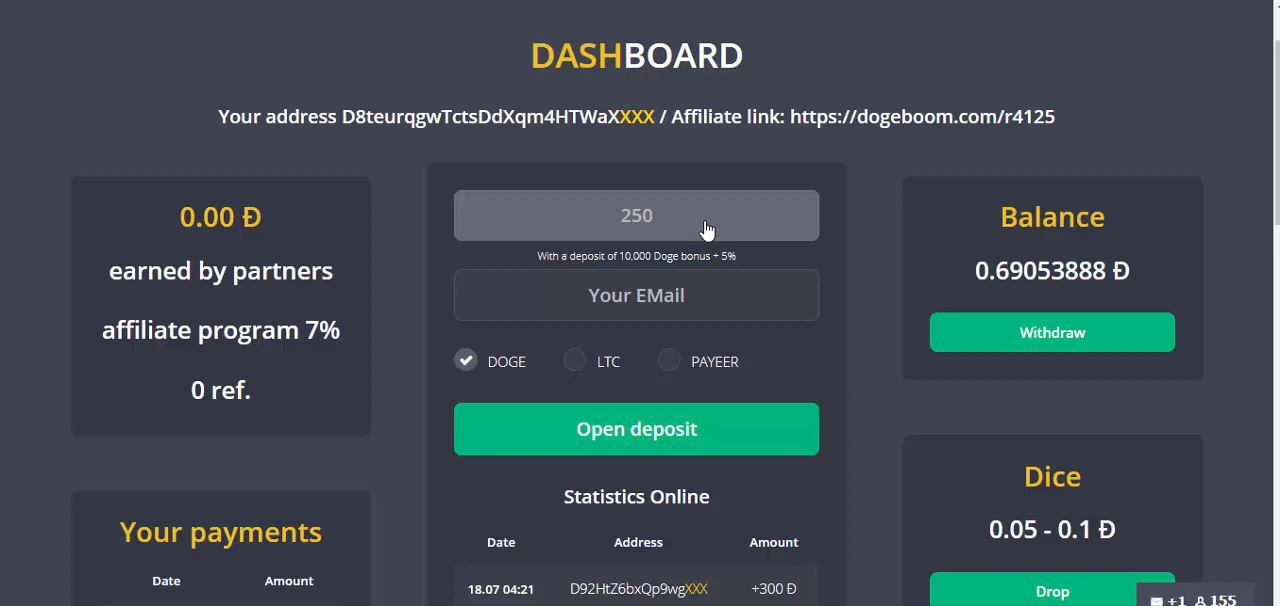 DASHBOARD
Your address D8teurqgwTctsDdXqm4HTWaXXXX / Affiliate link: https://dogeboom.com/r4125
0.00 Đ
earned by partners
affiliate program 7%
0 ref.
Your payments
Date Amount
250
With a deposit of 10,000 Doge bonus + 5%
Your EMail
DOGE LTC PAYEER
Open deposit
Statistics Online
Date Address Amount
18.07 04:21 D92HtZ6bxQp9wgXXX +300 Đ
Balance
0.69053888 Đ
Withdraw
Dice
0.05 - 0.1 Đ
Drop
+1 155